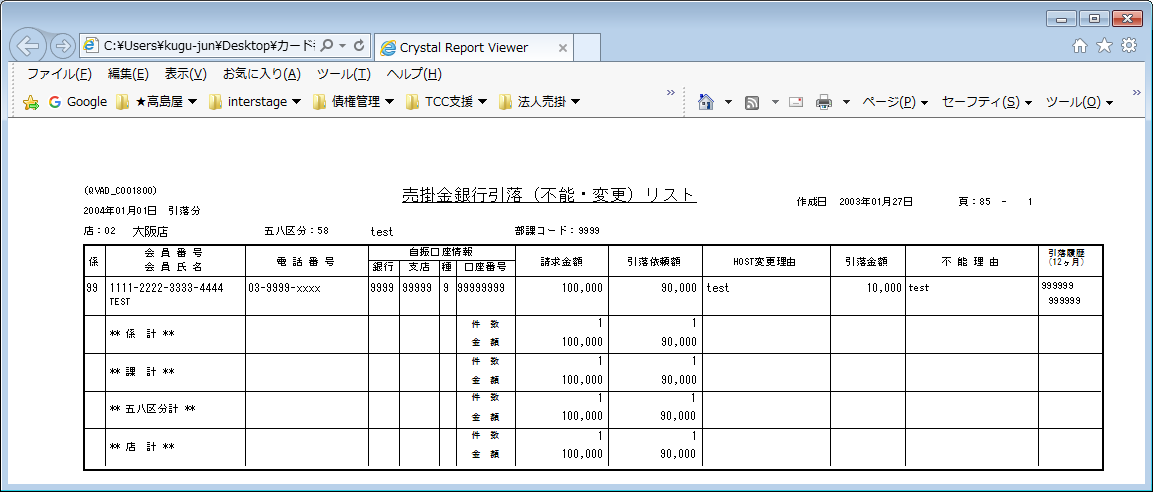 C:¥Users¥kugu-jun¥Desktop¥カード
Crystal Report Viewer
ファイル(F) 編集(E) 表示(V) お気に入り(A) ツール(T) ヘルプ(H)
Google ★高島屋 interstage 債権管理 TCC支援 法人売掛 » ページ(P) セーフティ(S) ツール(O) »
(QVAD_C001800)
売掛金銀行引落（不能・変更）リスト
作成日 2003年01月27日 頁：85 - 1
2004年01月01日 引落分
店：02 大阪店 五八区分：58 test 部課コード：9999
係 会員番号 会員氏名 電話番号 自振口座情報 銀行 支店 種 口座番号 請求金額 引落依頼額 HOST変更理由 引落金額 不能理由 引落履歴 (12ヶ月)
99 1111-2222-3333-4444 03-9999-xxxx 9999 99999 9 99999999 100,000 90,000 test 10,000 test 999999
TEST 999999
** 係 計 ** 件 数 1 1
金 額 100,000 90,000
** 課 計 ** 件 数 1 1
金 額 100,000 90,000
** 五八区分計 ** 件 数 1 1
金 額 100,000 90,000
** 店 計 ** 件 数 1 1
金 額 100,000 90,000